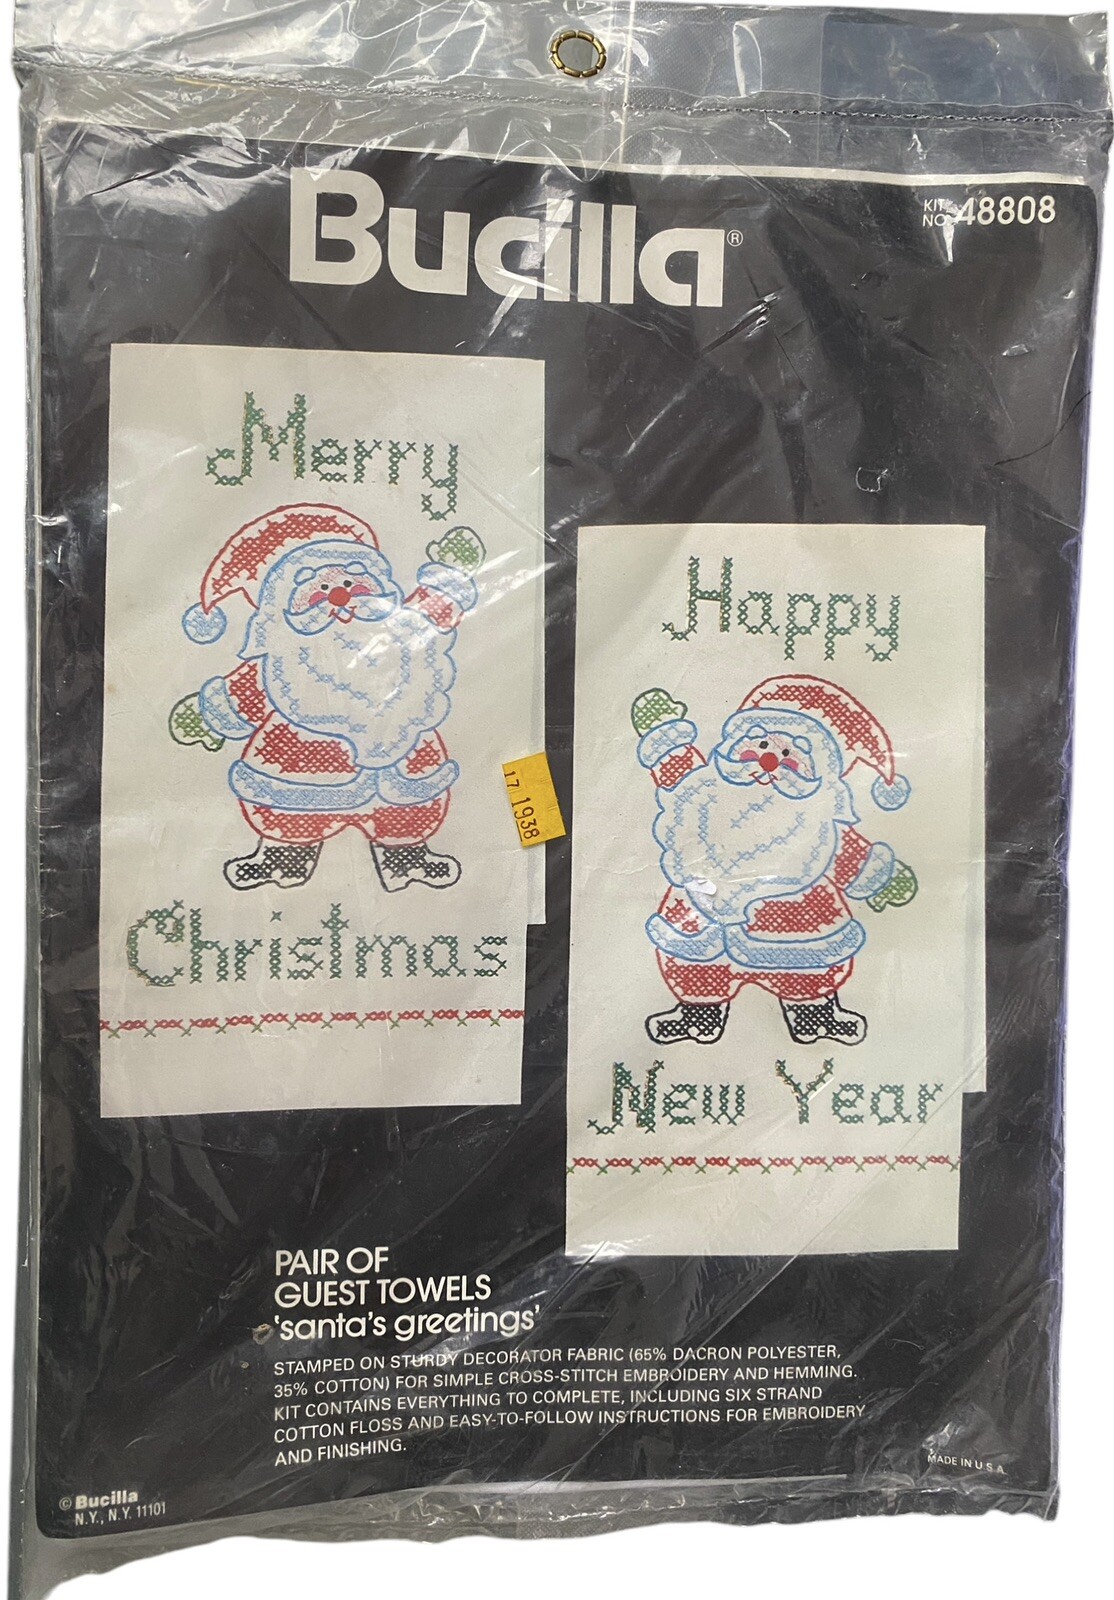 Bucilla®
KIT NO. 48808
Merry
Christmas
Happy
New Year
17 1938
PAIR OF
GUEST TOWELS
'santa's greetings'
STAMPED ON STURDY DECORATOR FABRIC (65% DACRON POLYESTER,
35% COTTON) FOR SIMPLE CROSS-STITCH EMBROIDERY AND HEMMING.
KIT CONTAINS EVERYTHING TO COMPLETE, INCLUDING SIX STRAND
COTTON FLOSS AND EASY-TO-FOLLOW INSTRUCTIONS FOR EMBROIDERY
AND FINISHING.
MADE IN U.S.A.
© Bucilla
N.Y., N.Y. 11101